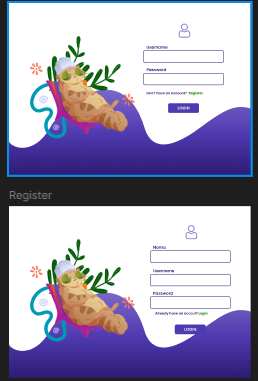 Username
Password
Don't have an account? Register
LOGIN
Register
Name
Username
Password
Already have an account? Login
LOGIN